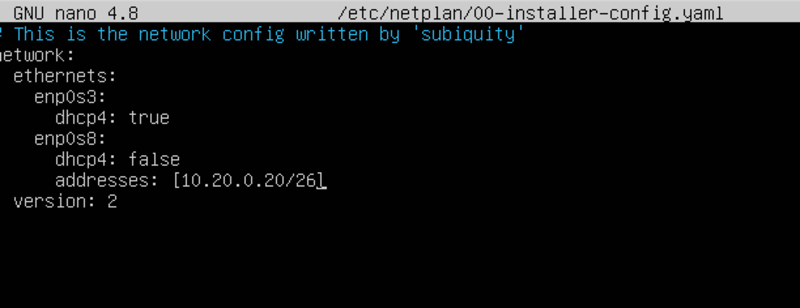 GNU nano 4.8 /etc/netplan/00-installer-config.yaml
# This is the network config written by 'subiquity'
network:
  ethernets:
    enp0s3:
      dhcp4: true
    enp0s8:
      dhcp4: false
      addresses: [10.20.0.20/26]
  version: 2